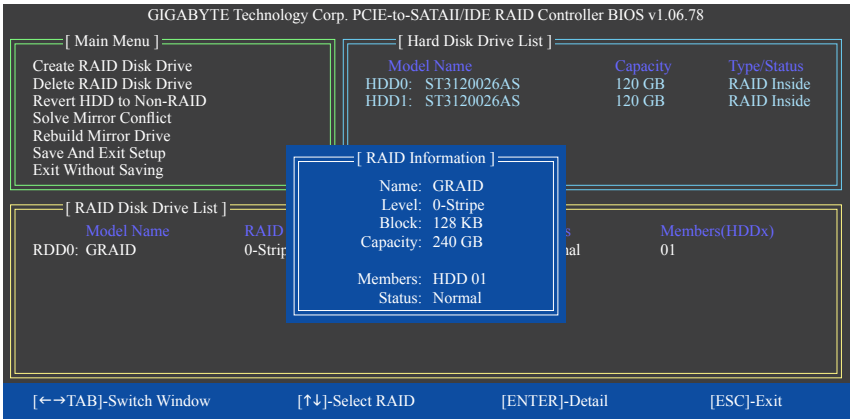 GIGABYTE Technology Corp. PCIE-to-SATAII/IDE RAID Controller BIOS v1.06.78
[ Main Menu ]
Create RAID Disk Drive
Delete RAID Disk Drive
Revert HDD to Non-RAID
Solve Mirror Conflict
Rebuild Mirror Drive
Save And Exit Setup
Exit Without Saving
[ Hard Disk Drive List ]
Model Name Capacity Type/Status
HDD0: ST3120026AS 120 GB RAID Inside
HDD1: ST3120026AS 120 GB RAID Inside
[ RAID Information ]
Name: GRAID
Level: 0-Stripe
Block: 128 KB
Capacity: 240 GB
Members: HDD 01
Status: Normal
[ RAID Disk Drive List ]
Model Name RAID Members(HDDx)
RDD0: GRAID 01
[←→TAB]-Switch Window [↑↓]-Select RAID [ENTER]-Detail [ESC]-Exit